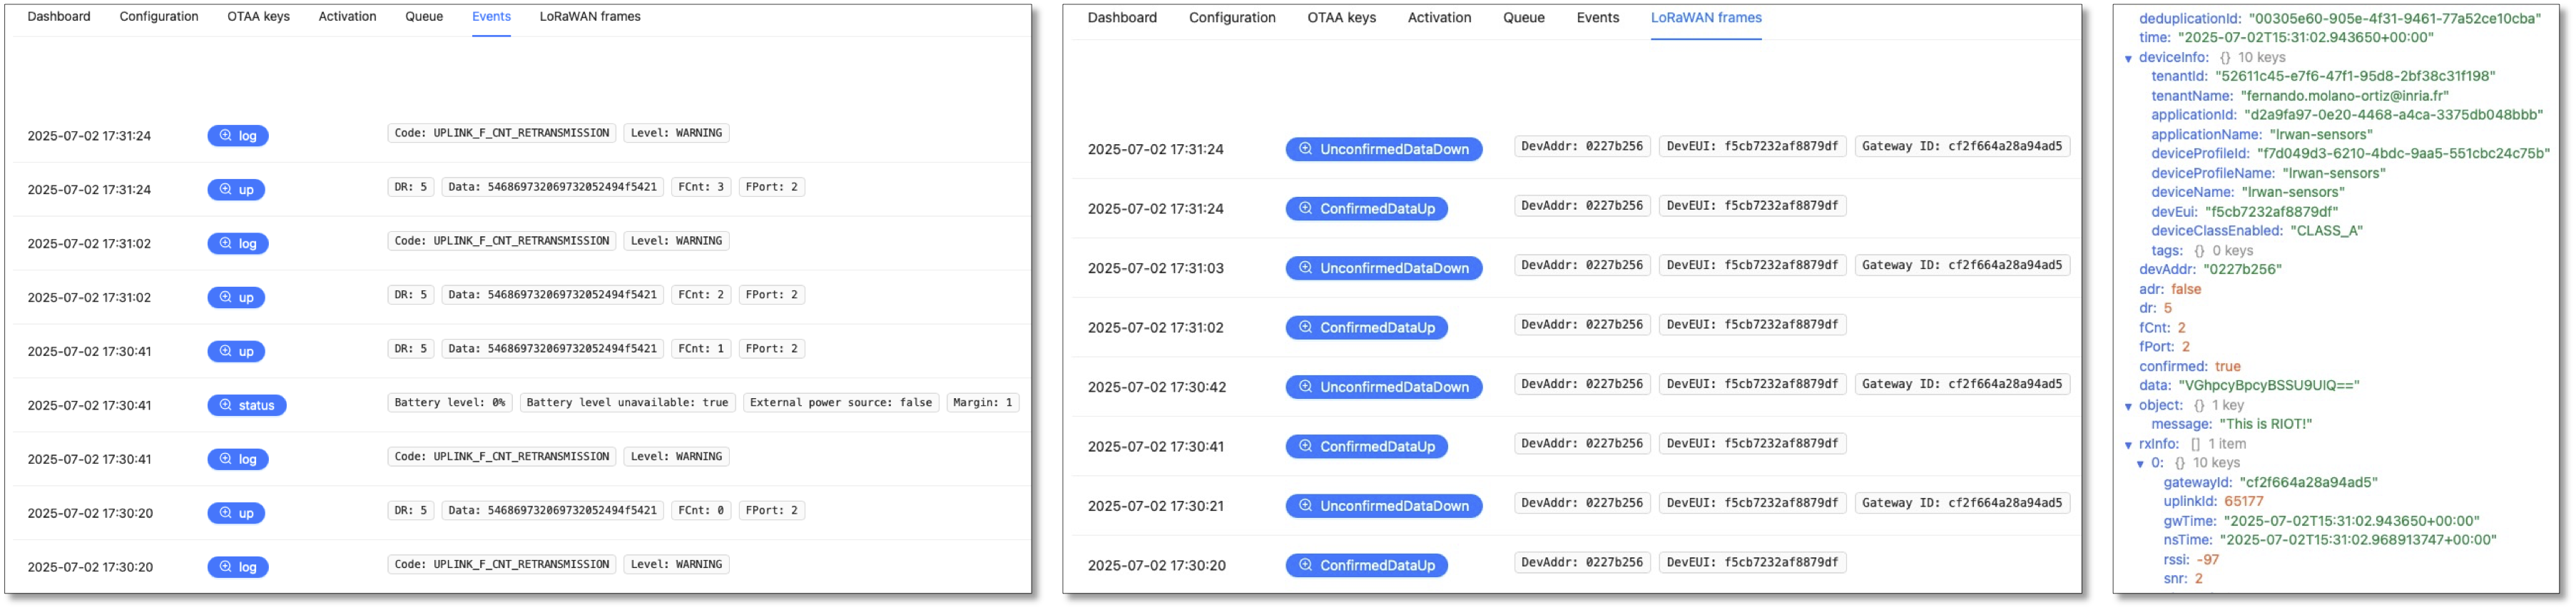 Dashboard Configuration OTAA keys Activation Queue Events LoRaWAN frames
2025-07-02 17:31:24 log Code: UPLINK_F_CNT_RETRANSMISSION Level: WARNING
2025-07-02 17:31:24 up DR: 5 Data: 546869732069732052494f5421 FCnt: 3 FPort: 2
2025-07-02 17:31:02 log Code: UPLINK_F_CNT_RETRANSMISSION Level: WARNING
2025-07-02 17:31:02 up DR: 5 Data: 546869732069732052494f5421 FCnt: 2 FPort: 2
2025-07-02 17:30:41 up DR: 5 Data: 546869732069732052494f5421 FCnt: 1 FPort: 2
2025-07-02 17:30:41 status Battery level: 0% Battery level unavailable: true External power source: false Margin: 1
2025-07-02 17:30:41 log Code: UPLINK_F_CNT_RETRANSMISSION Level: WARNING
2025-07-02 17:30:20 up DR: 5 Data: 546869732069732052494f5421 FCnt: 0 FPort: 2
2025-07-02 17:30:20 log Code: UPLINK_F_CNT_RETRANSMISSION Level: WARNING
Dashboard Configuration OTAA keys Activation Queue Events LoRaWAN frames
2025-07-02 17:31:24 UnconfirmedDataDown DevAddr: 0227b256 DevEUI: f5cb7232af8879df Gateway ID: cf2f664a28a94ad5
2025-07-02 17:31:24 ConfirmedDataUp DevAddr: 0227b256 DevEUI: f5cb7232af8879df
2025-07-02 17:31:03 UnconfirmedDataDown DevAddr: 0227b256 DevEUI: f5cb7232af8879df Gateway ID: cf2f664a28a94ad5
2025-07-02 17:31:02 ConfirmedDataUp DevAddr: 0227b256 DevEUI: f5cb7232af8879df
2025-07-02 17:30:42 UnconfirmedDataDown DevAddr: 0227b256 DevEUI: f5cb7232af8879df Gateway ID: cf2f664a28a94ad5
2025-07-02 17:30:41 ConfirmedDataUp DevAddr: 0227b256 DevEUI: f5cb7232af8879df
2025-07-02 17:30:21 UnconfirmedDataDown DevAddr: 0227b256 DevEUI: f5cb7232af8879df Gateway ID: cf2f664a28a94ad5
2025-07-02 17:30:20 ConfirmedDataUp DevAddr: 0227b256 DevEUI: f5cb7232af8879df
deduplicationId: "00305e60-905e-4f31-9461-77a52ce10cba"
time: "2025-07-02T15:31:02.943650+00:00"
deviceInfo: {} 10 keys
tenantId: "52611c45-e7f6-47f1-95d8-2bf38c31f198"
tenantName: "fernando.molano-ortiz@inria.fr"
applicationId: "d2a9fa97-0e20-4468-a4ca-3375db048bbb"
applicationName: "lrwan-sensors"
deviceProfileId: "f7d049d3-6210-4bdc-9aa5-551cbc24c75b"
deviceProfileName: "lrwan-sensors"
deviceName: "lrwan-sensors"
devEui: "f5cb7232af8879df"
deviceClassEnabled: "CLASS_A"
tags: {} 0 keys
devAddr: "0227b256"
adr: false
dr: 5
fCnt: 2
fPort: 2
confirmed: true
data: "VGhpcyBpcyBSSU9UIQ=="
object: {} 1 key
message: "This is RIOT!"
rxInfo: [] 1 item
0: {} 10 keys
gatewayId: "cf2f664a28a94ad5"
uplinkId: 65177
gwTime: "2025-07-02T15:31:02.943650+00:00"
nsTime: "2025-07-02T15:31:02.968913747+00:00"
rssi: -97
snr: 2